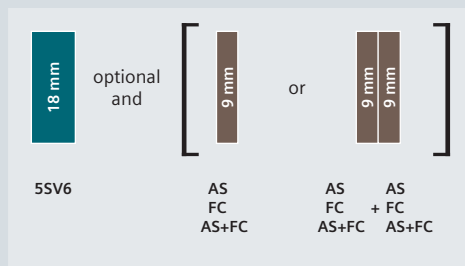 18 mm
optional
and
9 mm
or
9 mm
9 mm
5SV6
AS
FC
AS+FC
AS AS
FC + FC
AS+FC AS+FC